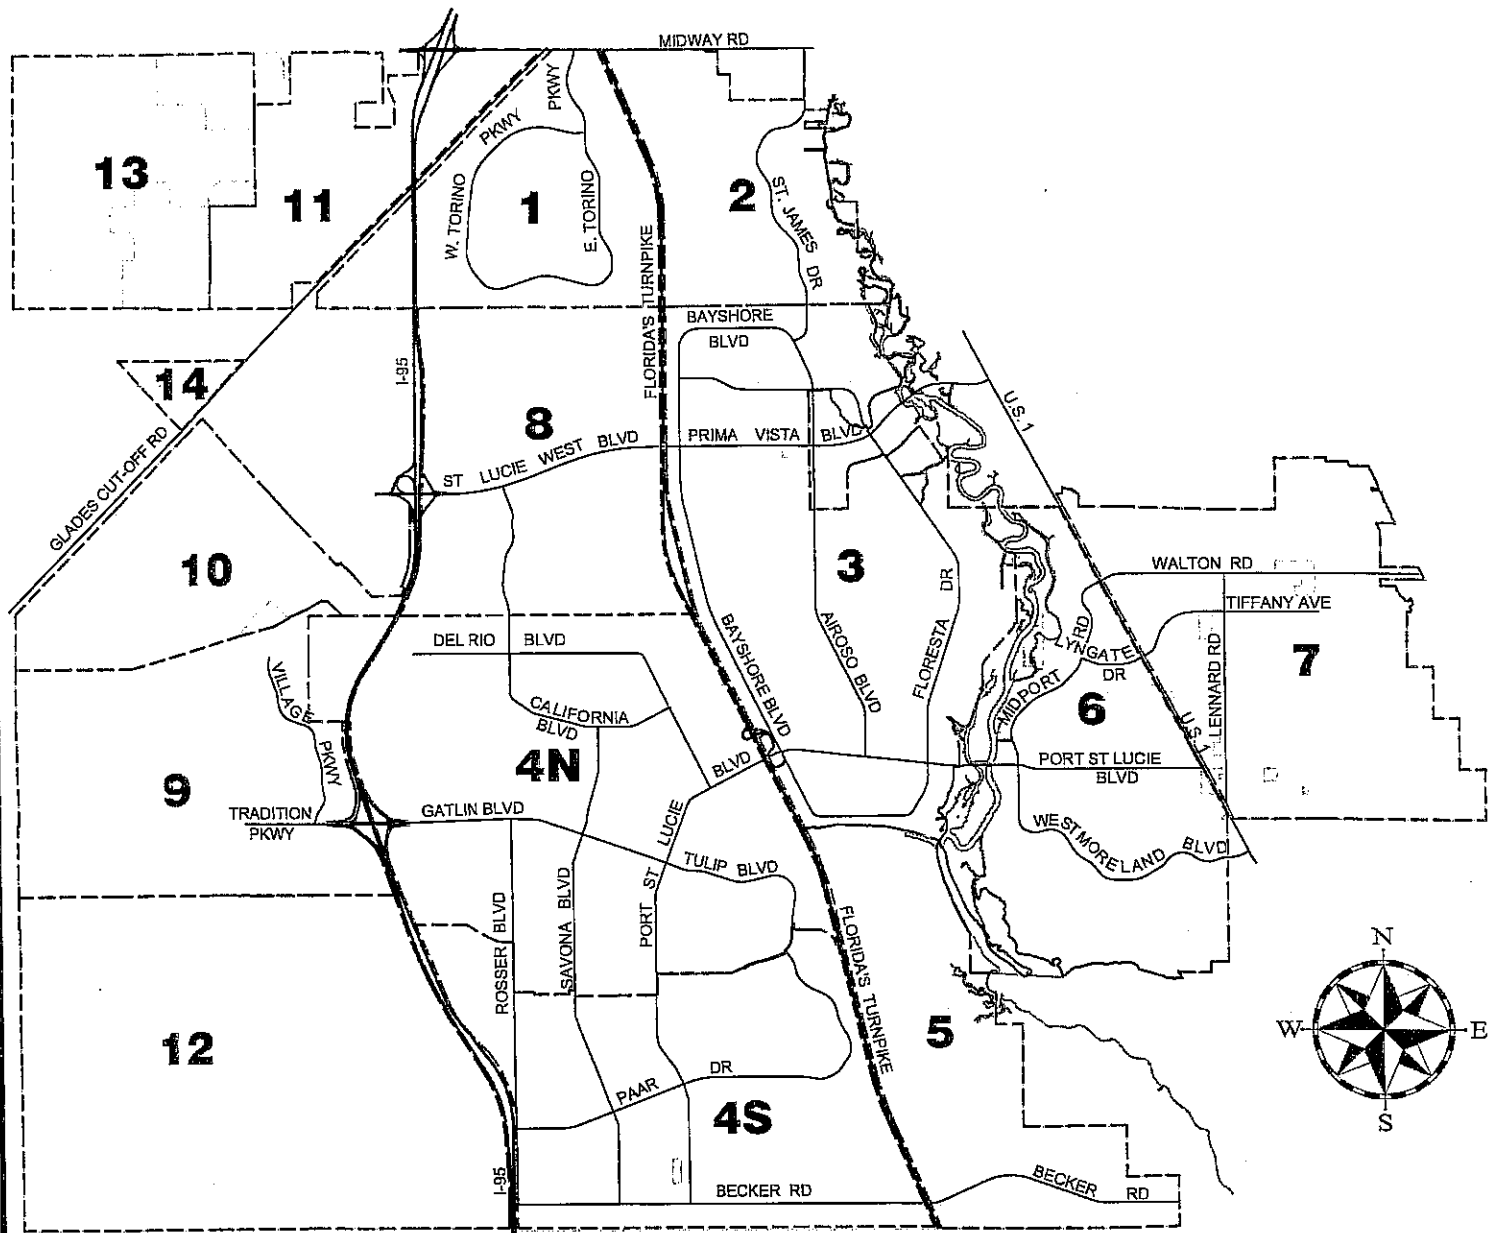 MIDWAY RD
PKWY
PKWY
13
11
W. TORINO
1
E. TORINO
2
ST. JAMES DR
FLORIDA'S TURNPIKE
BAYSHORE
BLVD
14
I-95
8
U.S.1
GLADES CUT-OFF RD
ST LUCIE WEST BLVD
PRIMA VISTA BLVD
10
3
WALTON RD
TIFFANY AVE
DEL RIO BLVD
BAYSHORE BLVD
AIROSO BLVD
FLORESTA DR
LYNGATE
DR
RD
MIDPORT
LENNARD RD
7
VILLAGE
PKWY
CALIFORNIA
BLVD
6
U.S. 1
9
4N
BLVD
PORT ST LUCIE
BLVD
TRADITION
PKWY
GATLIN BLVD
LUCIE
PORT ST
TULIP BLVD
WESTMORELAND BLVD
ROSSER BLVD
SAVONA BLVD
FLORIDA'S TURNPIKE
12
5
N
W
E
S
PAAR DR
4S
I-95
BECKER RD
BECKER RD